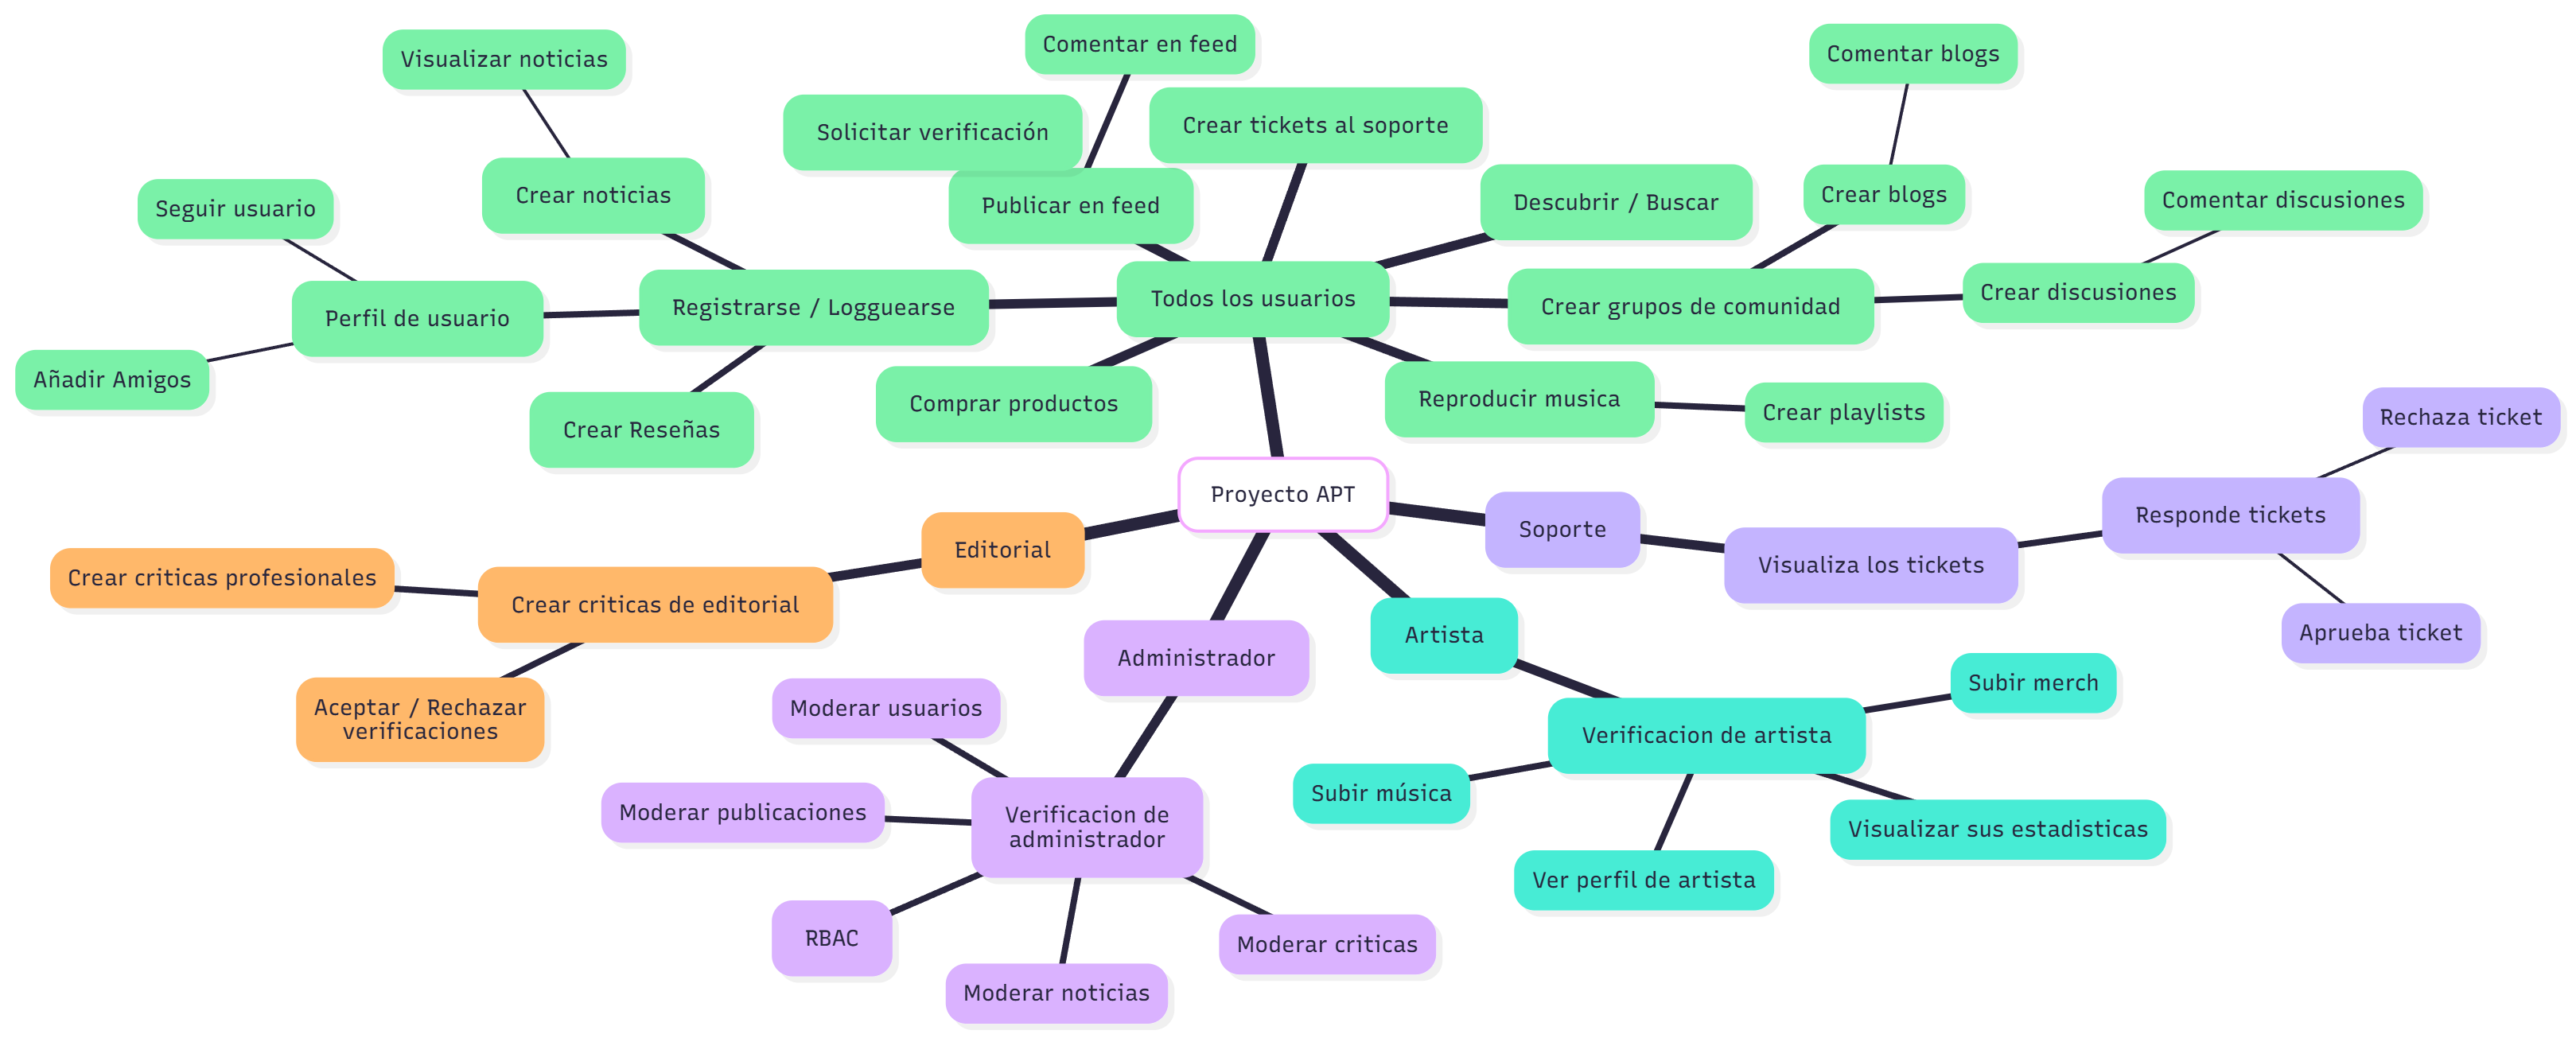 Comentar en feed
Visualizar noticias
Comentar blogs
Solicitar verificación
Crear tickets al soporte
Crear noticias
Publicar en feed
Descubrir / Buscar
Crear blogs
Comentar discusiones
Seguir usuario
Perfil de usuario
Registrarse / Logguearse
Todos los usuarios
Crear grupos de comunidad
Crear discusiones
Añadir Amigos
Crear Reseñas
Comprar productos
Reproducir musica
Crear playlists
Rechaza ticket
Proyecto APT
Soporte
Visualiza los tickets
Responde tickets
Aprueba ticket
Editorial
Crear criticas de editorial
Crear criticas profesionales
Aceptar / Rechazar
verificaciones
Administrador
Artista
Moderar usuarios
Verificacion de artista
Subir merch
Moderar publicaciones
Verificacion de
administrador
Subir música
Visualizar sus estadisticas
Ver perfil de artista
RBAC
Moderar noticias
Moderar criticas